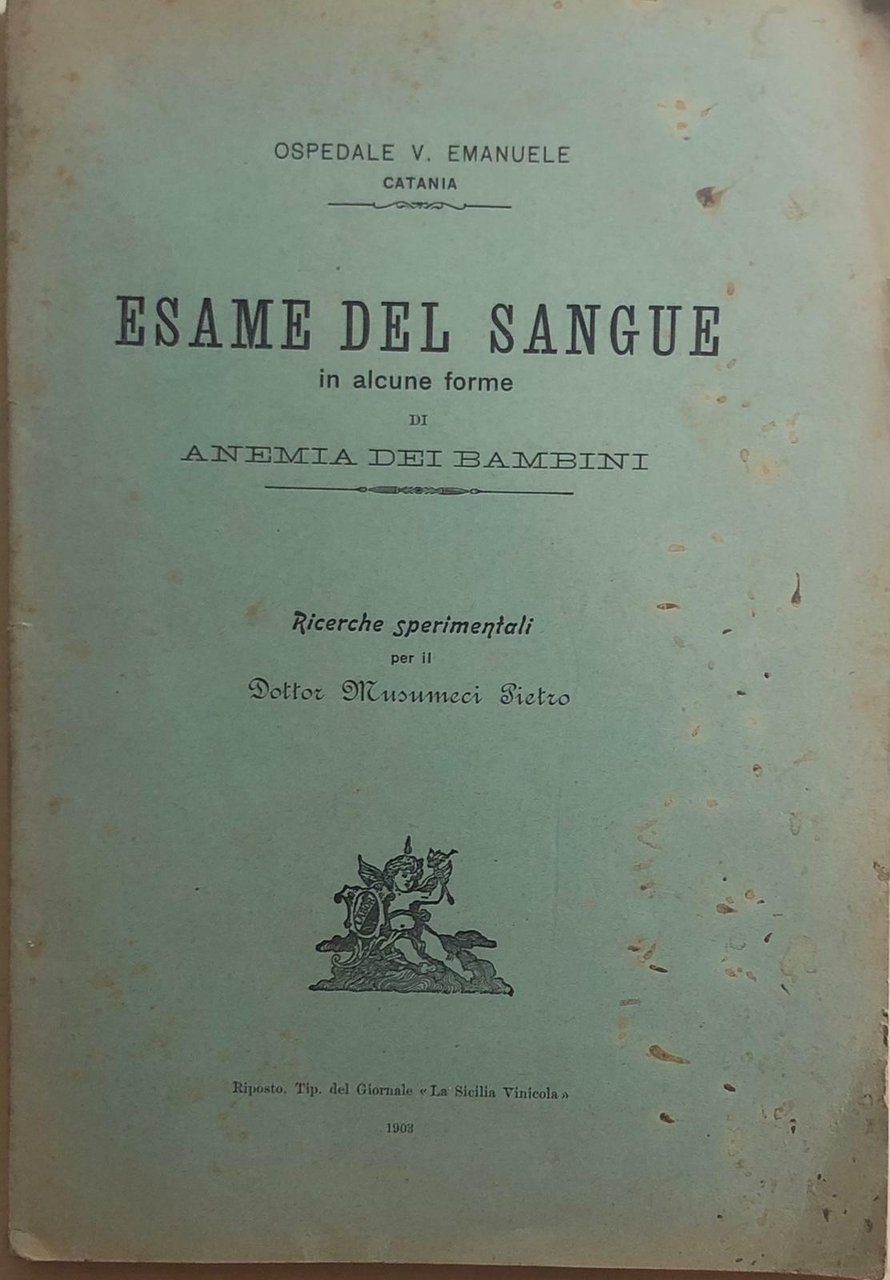 OSPEDALE V. EMANUELE
CATANIA
ESAME DEL SANGUE
in alcune forme
DI
ANEMIA DEI BAMBINI
Ricerche sperimentali
per il
Dottor Musumeci Pietro
Riposto, Tip. del Giornale « La Sicilia Vinicola »
1903